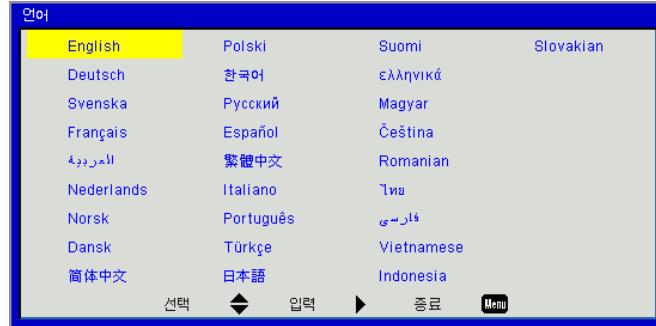 언어
English Polski Suomi Slovakian
Deutsch 한국어 ελληνικά
Svenska Русский Magyar
Français Español Čeština
العربية 繁體中文 Romanian
Nederlands Italiano ไทย
Norsk Português فارسی
Dansk Türkçe Vietnamese
简体中文 日本語 Indonesia
선택 입력 종료 Menu